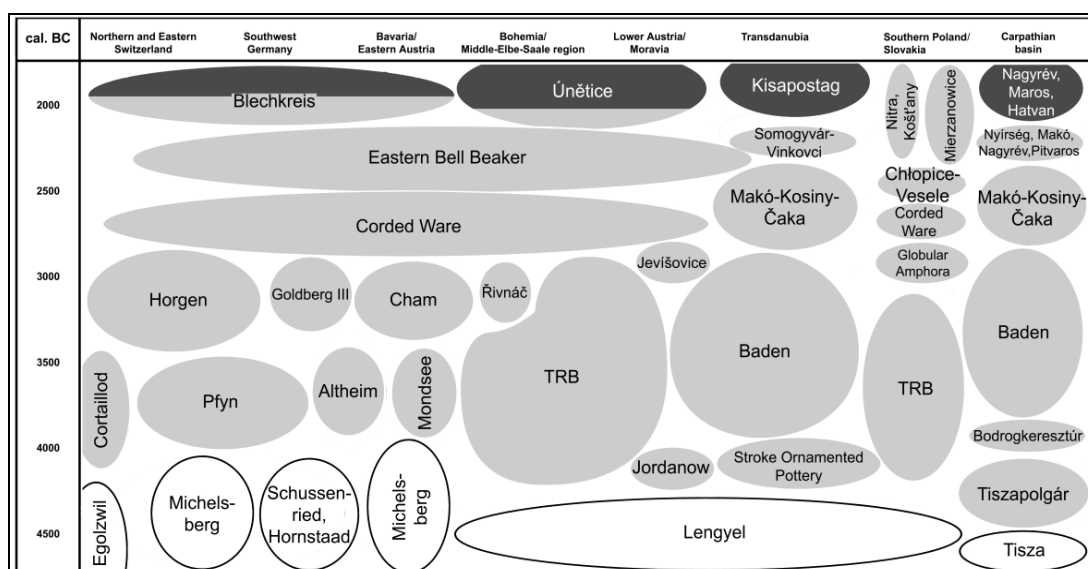 cal. BC
Northern and Eastern
Switzerland
Southwest
Germany
Bavaria/
Eastern Austria
Bohemia/
Middle-Elbe-Saale region
Lower Austria/
Moravia
Transdanubia
Southern Poland/
Slovakia
Carpathian
basin
2000
Blechkreis
Únětice
Kisapostag
Nitra,
Košt'any
Mierzanowice
Nagyrév,
Maros,
Hatvan
Eastern Bell Beaker
Somogyvár-
Vinkovci
Nyírség, Makó,
Nagyrév,Pitvaros
2500
Corded Ware
Makó-Kosiny-
Čaka
Chłopice-
Vesele
Corded
Ware
Makó-Kosiny-
Čaka
3000
Horgen
Goldberg III
Cham
Řivnáč
Jevíšovice
Globular
Amphora
3500
Cortaillod
Pfyn
Altheim
Mondsee
TRB
Baden
TRB
Baden
4000
Jordanow
Stroke Ornamented
Pottery
Bodrogkeresztúr
Tiszapolgár
4500
Egolzwil
Michels-
berg
Schussen-
ried,
Hornstaad
Michels-
berg
Lengyel
Tisza